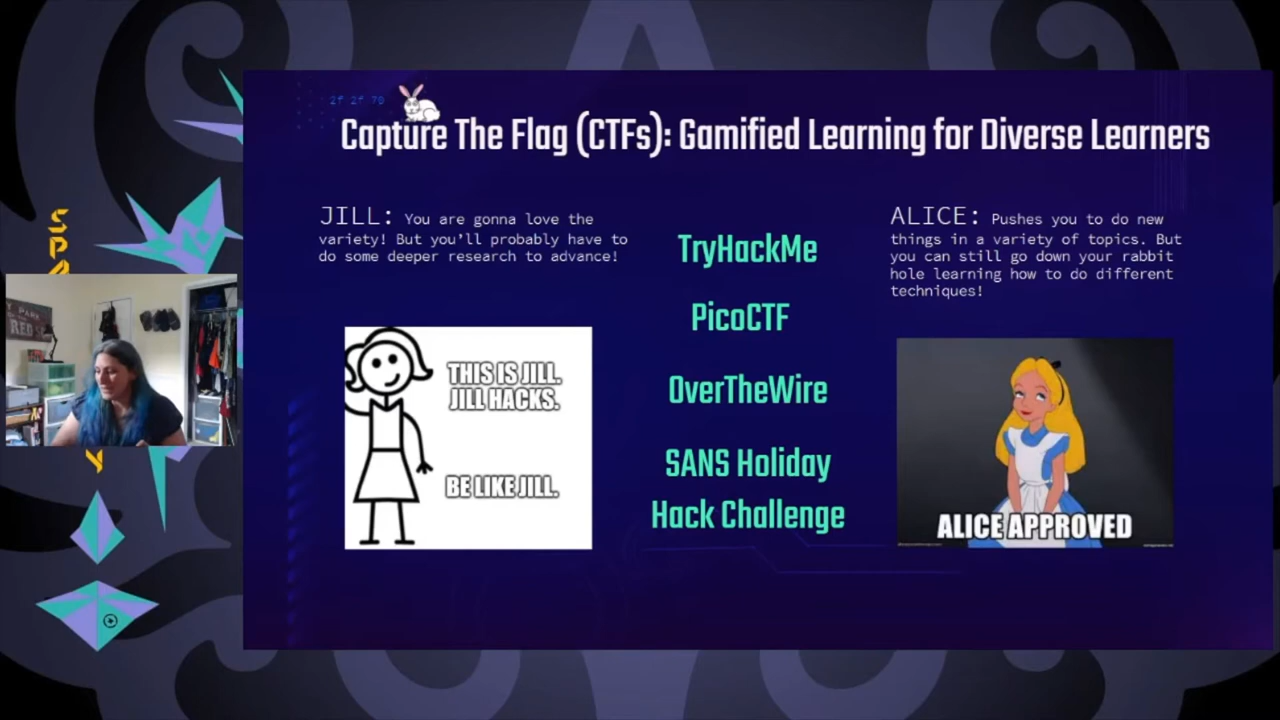 2f 2f 79
Capture The Flag (CTFs): Gamified Learning for Diverse Learners
JILL: You are gonna love the
variety! But you'll probably have to
do some deeper research to advance!
THIS IS JILL.
JILL HACKS.
BE LIKE JILL.
TryHackMe
PicoCTF
OverTheWire
SANS Holiday
Hack Challenge
ALICE: Pushes you to do new
things in a variety of topics. But
you can still go down your rabbit
hole learning how to do different
techniques!
ALICE APPROVED
PARK
RED